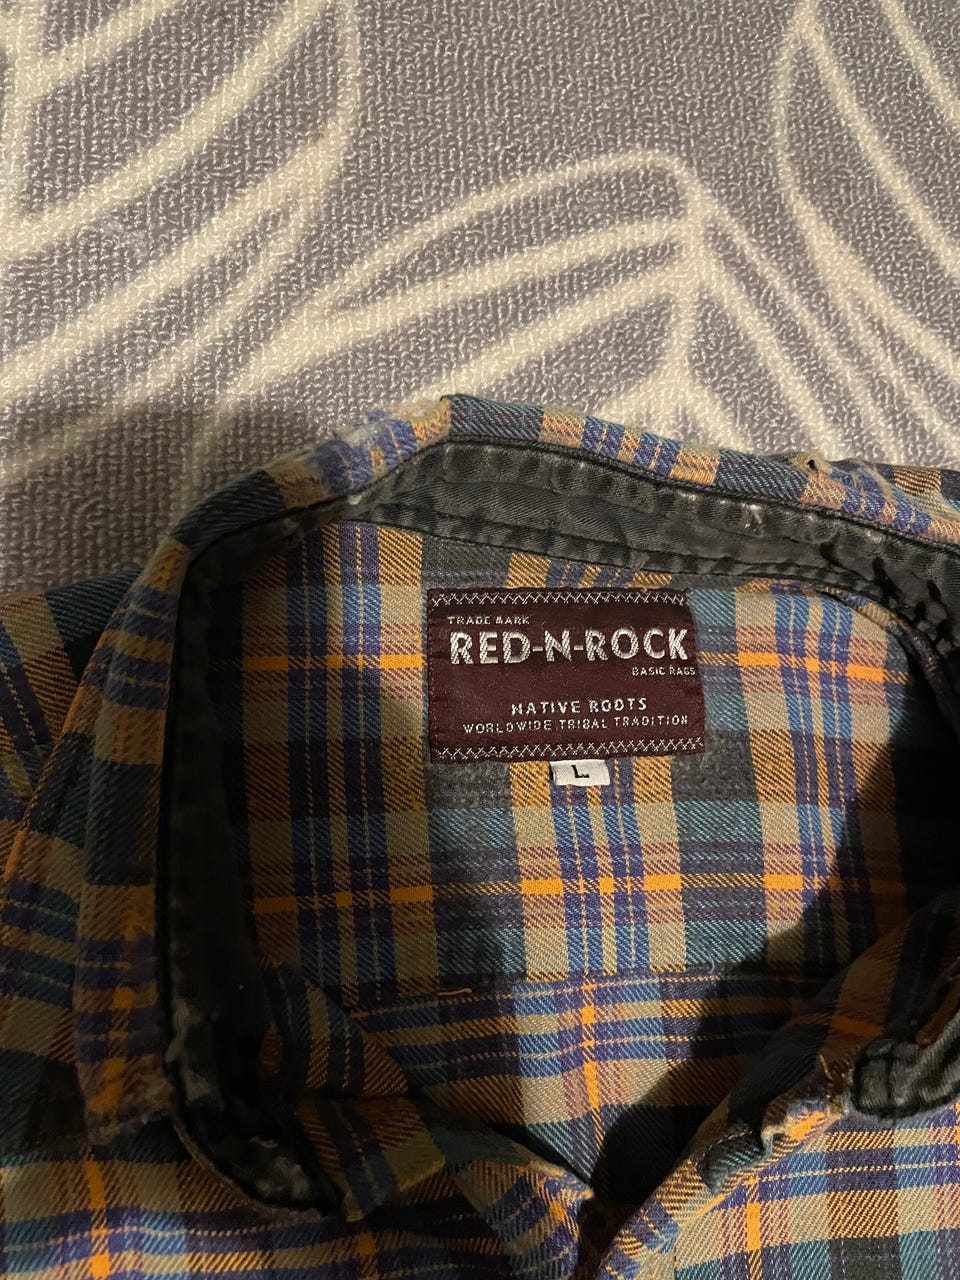 TRADE MARK
RED-N-ROCK
BASIC RAGS
NATIVE ROOTS
WORLDWIDE TRIBAL TRADITION
L